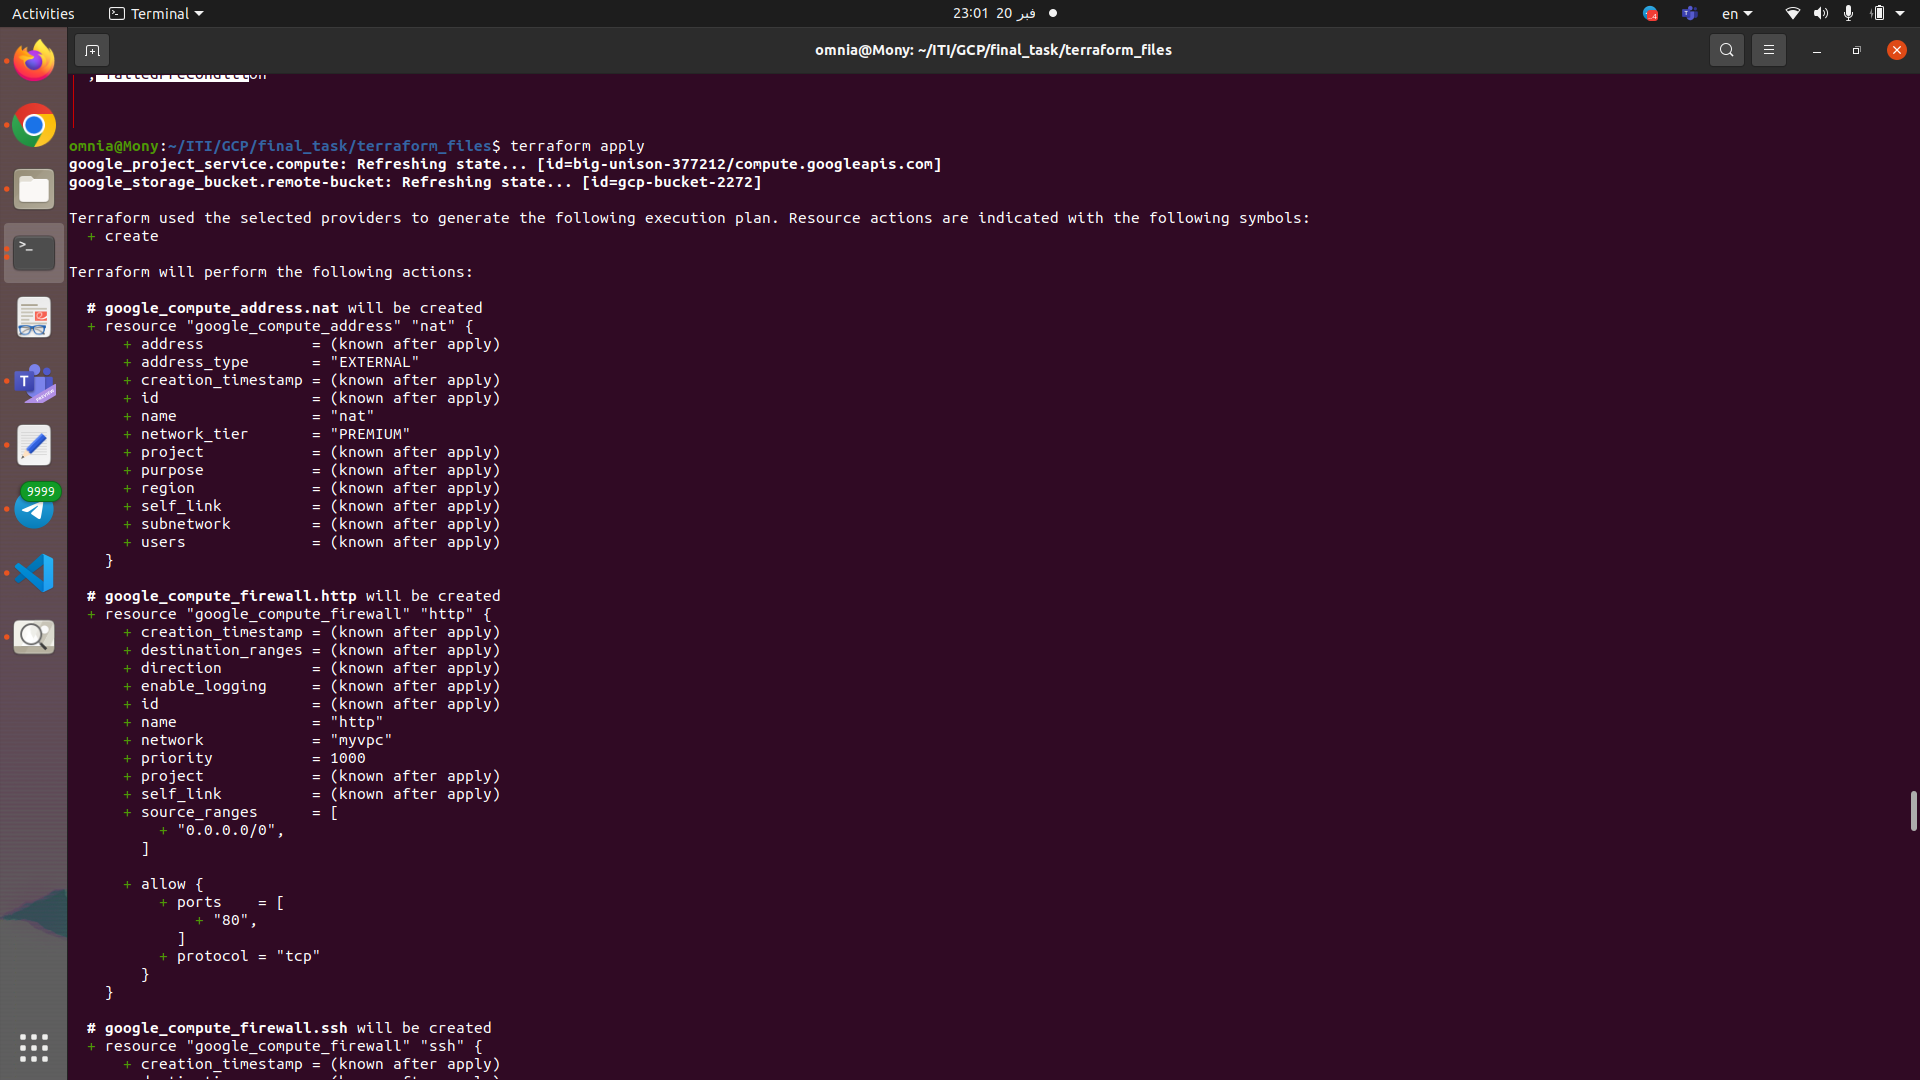 Activities
Terminal
23:01 20 فبر
en
omnia@Mony: ~/ITI/GCP/final_task/terraform_files
, failedPrecondition
omnia@Mony:~/ITI/GCP/final_task/terraform_files$ terraform apply
google_project_service.compute: Refreshing state... [id=big-unison-377212/compute.googleapis.com]
google_storage_bucket.remote-bucket: Refreshing state... [id=gcp-bucket-2272]
Terraform used the selected providers to generate the following execution plan. Resource actions are indicated with the following symbols:
+ create
Terraform will perform the following actions:
# google_compute_address.nat will be created
+ resource "google_compute_address" "nat" {
+ address = (known after apply)
+ address_type = "EXTERNAL"
+ creation_timestamp = (known after apply)
+ id = (known after apply)
+ name = "nat"
+ network_tier = "PREMIUM"
+ project = (known after apply)
+ purpose = (known after apply)
+ region = (known after apply)
+ self_link = (known after apply)
+ subnetwork = (known after apply)
+ users = (known after apply)
}
# google_compute_firewall.http will be created
+ resource "google_compute_firewall" "http" {
+ creation_timestamp = (known after apply)
+ destination_ranges = (known after apply)
+ direction = (known after apply)
+ enable_logging = (known after apply)
+ id = (known after apply)
+ name = "http"
+ network = "myvpc"
+ priority = 1000
+ project = (known after apply)
+ self_link = (known after apply)
+ source_ranges = [
+ "0.0.0.0/0",
]
+ allow {
+ ports = [
+ "80",
]
+ protocol = "tcp"
}
}
# google_compute_firewall.ssh will be created
+ resource "google_compute_firewall" "ssh" {
+ creation_timestamp = (known after apply)
9999